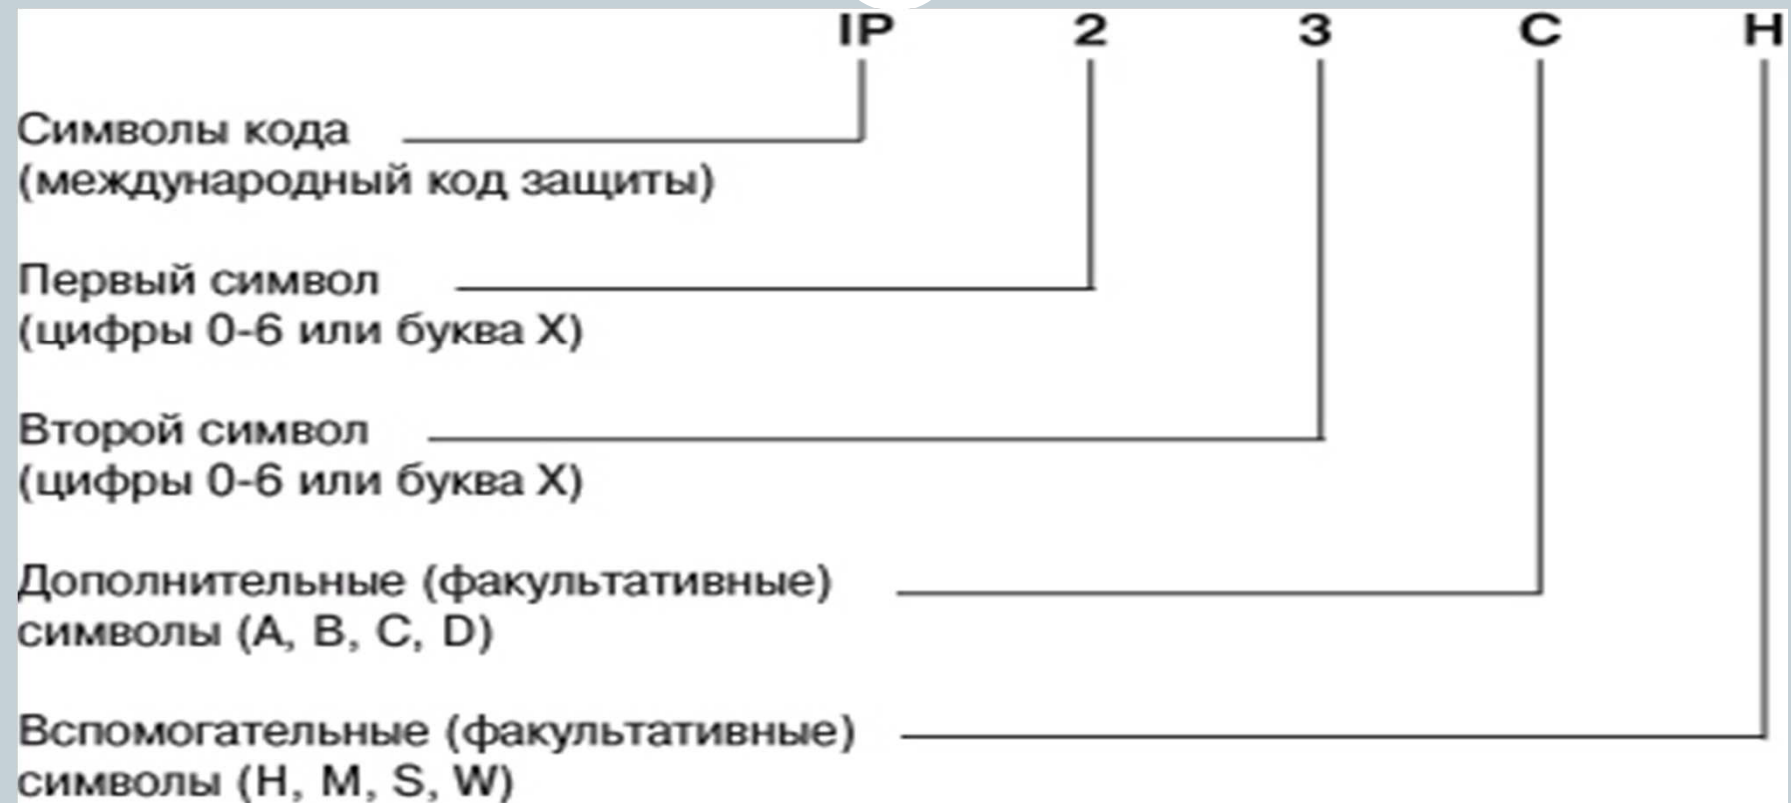 IP 2 3 C H
Символы кода
(международный код защиты)
Первый символ
(цифры 0-6 или буква X)
Второй символ
(цифры 0-6 или буква X)
Дополнительные (факультативные)
символы (A, B, C, D)
Вспомогательные (факультативные)
символы (H, M, S, W)